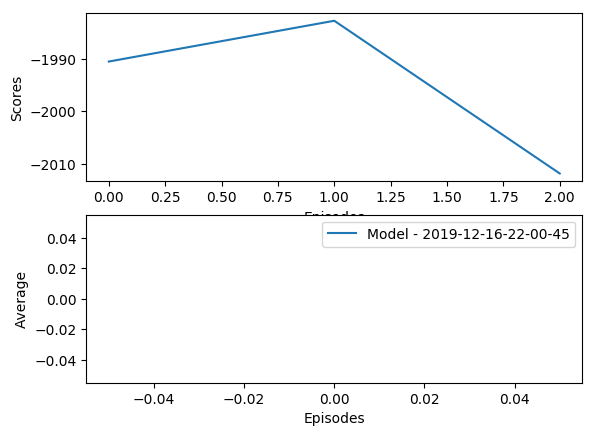 Scores
−1990
−2000
−2010
0.00 0.25 0.50 0.75 1.00 1.25 1.50 1.75 2.00
Episodes
Model - 2019-12-16-22-00-45
Average
0.04
0.02
0.00
−0.02
−0.04
−0.04 −0.02 0.00 0.02 0.04
Episodes